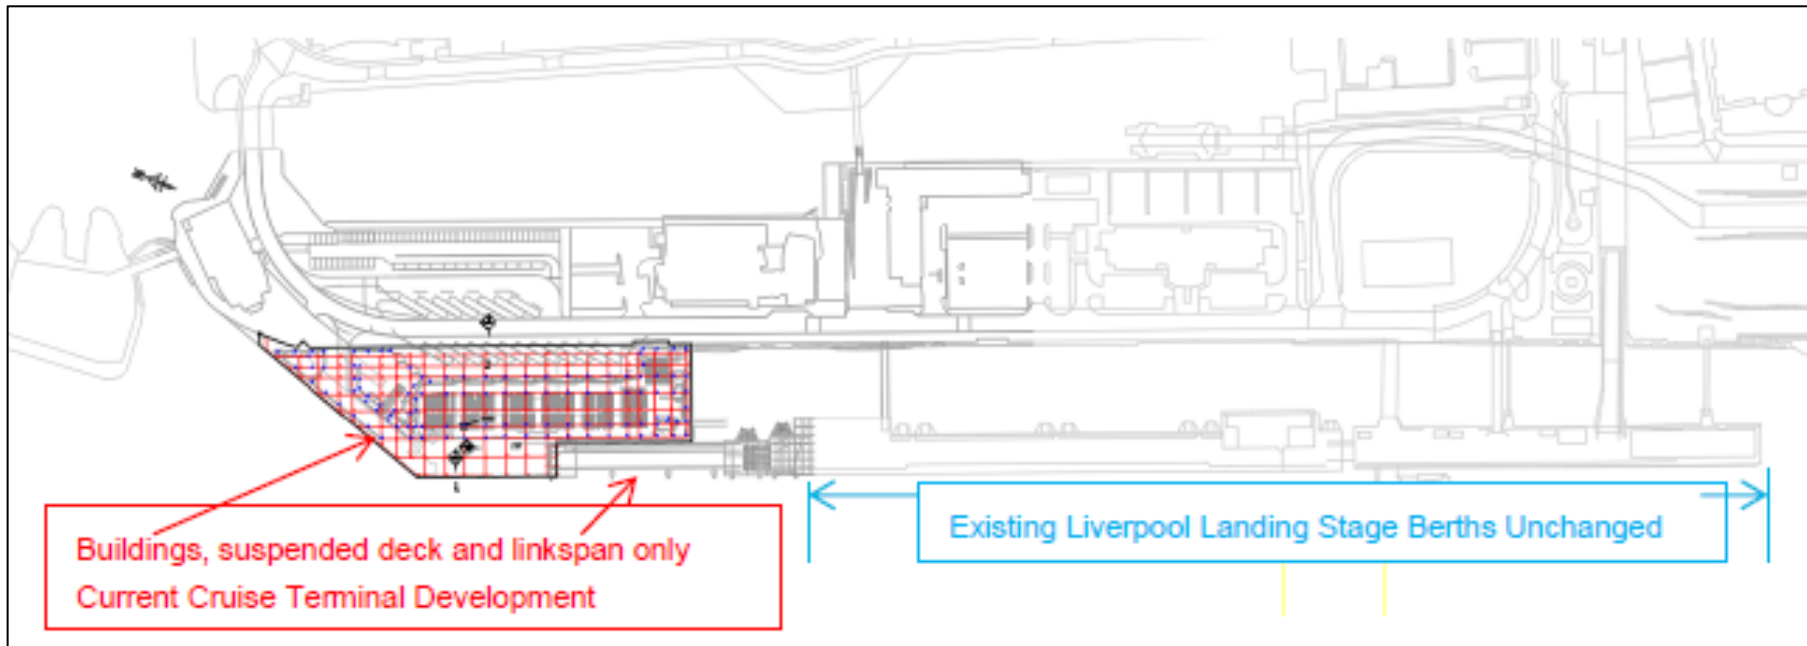 Buildings, suspended deck and linkspan only
Current Cruise Terminal Development
Existing Liverpool Landing Stage Berths Unchanged